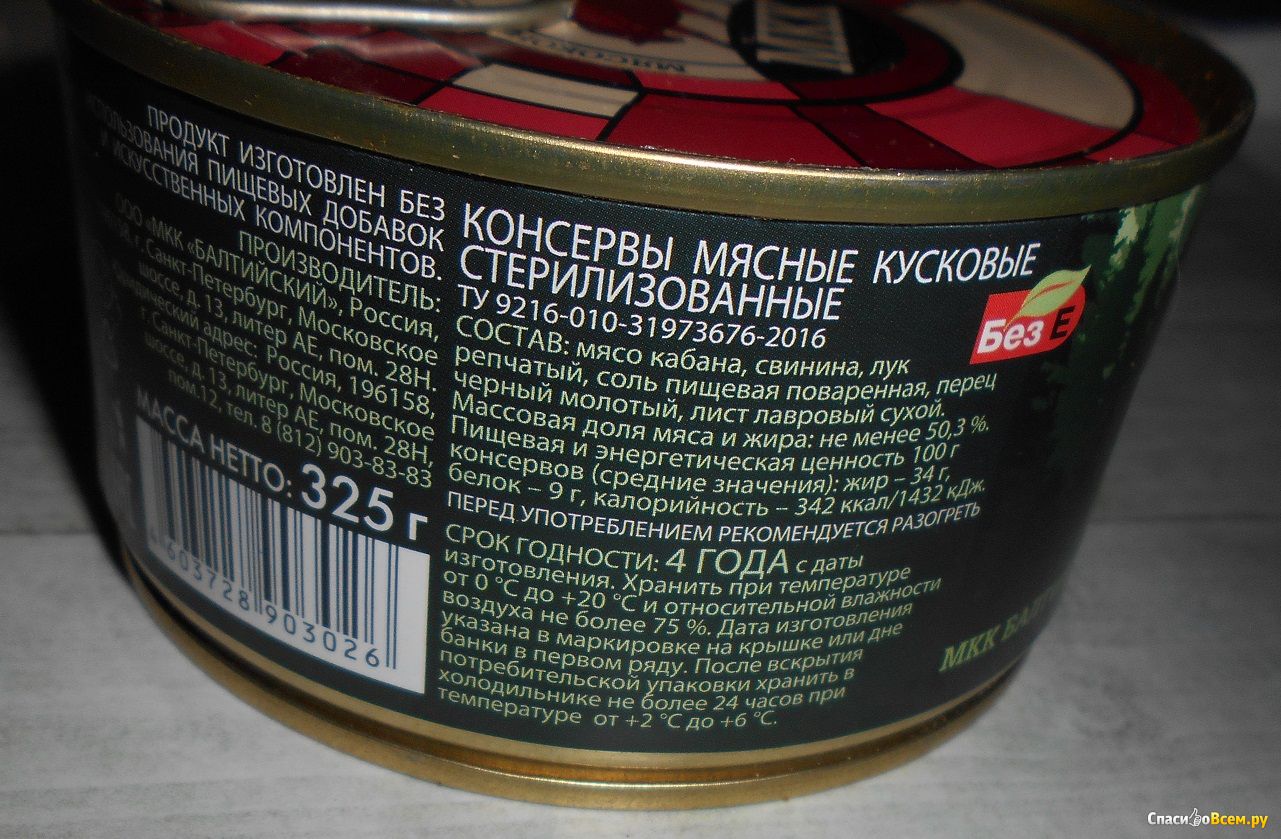 МКК
МЯСОКО
ПРОДУКТ ИЗГОТОВЛЕН БЕЗ
ИСПОЛЬЗОВАНИЯ ПИЩЕВЫХ ДОБАВОК
И ИСКУССТВЕННЫХ КОМПОНЕНТОВ.
ПРОИЗВОДИТЕЛЬ:
ООО «МКК «БАЛТИЙСКИЙ», Россия,
г. Санкт-Петербург, Московское
шоссе, д. 13, литер АЕ, пом. 28Н.
Юридический адрес: Россия, 196158,
г. Санкт-Петербург, Московское
шоссе, д. 13, литер АЕ, пом. 28Н,
пом.12, тел. 8 (812) 903-83-83
МАССА НЕТТО: 325 г
4603728903026
КОНСЕРВЫ МЯСНЫЕ КУСКОВЫЕ
СТЕРИЛИЗОВАННЫЕ
ТУ 9216-010-31973676-2016
СОСТАВ: мясо кабана, свинина, лук
репчатый, соль пищевая поваренная, перец
черный молотый, лист лавровый сухой.
Массовая доля мяса и жира: не менее 50,3 %.
Пищевая и энергетическая ценность 100 г
консервов (средние значения): жир – 34 г,
белок – 9 г, калорийность – 342 ккал/1432 кДж.
ПЕРЕД УПОТРЕБЛЕНИЕМ РЕКОМЕНДУЕТСЯ РАЗОГРЕТЬ
СРОК ГОДНОСТИ: 4 ГОДА с даты
изготовления. Хранить при температуре
от 0 °С до +20 °С и относительной влажности
воздуха не более 75 %. Дата изготовления
указана в маркировке на крышке или дне
банки в первом ряду. После вскрытия
потребительской упаковки хранить в
холодильнике не более 24 часов при
температуре от +2 °С до +6 °С.
Без Е
МКК БАЛТ
СпасибоВсем.ру